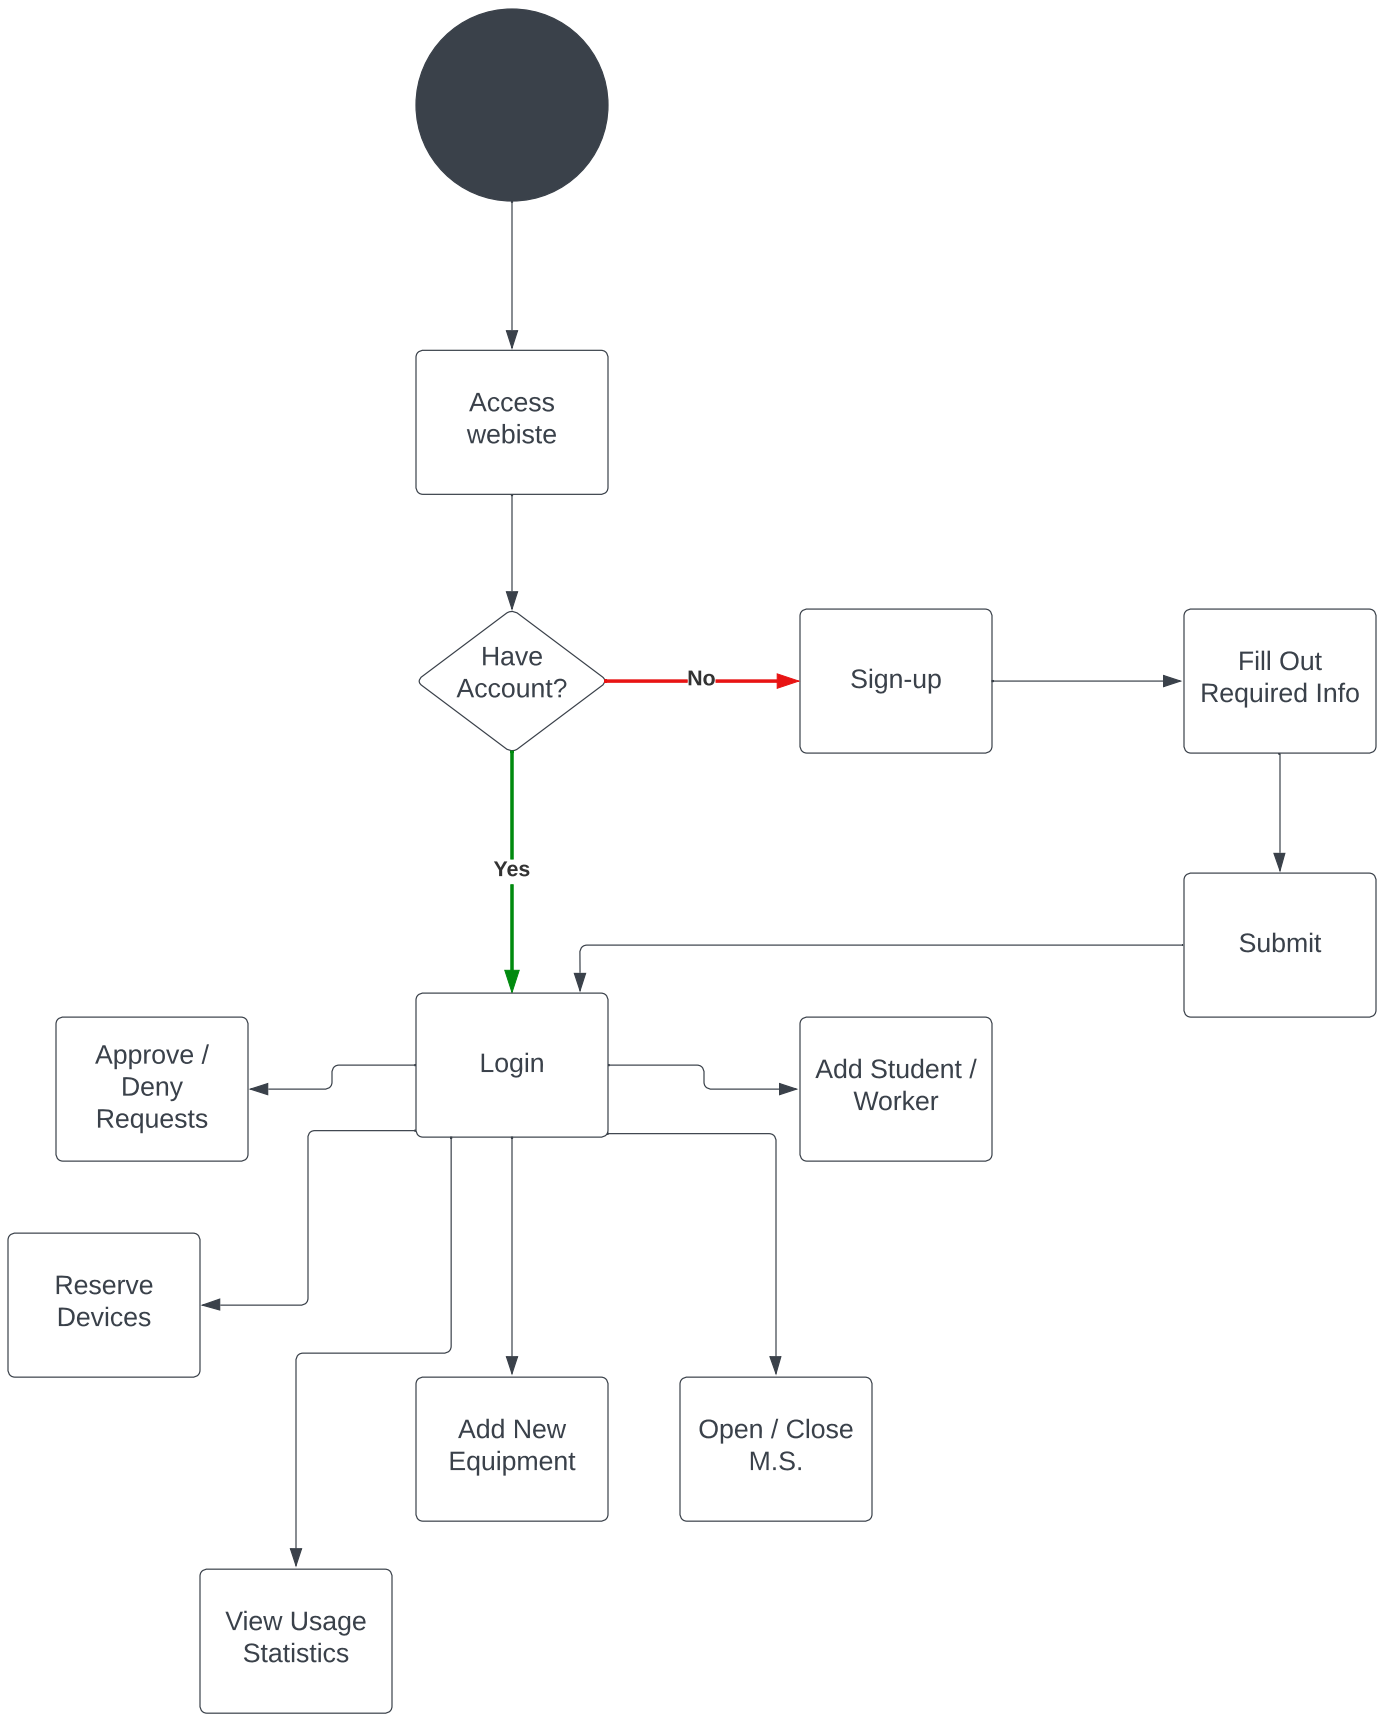 Access
webiste
Have
Account?
No
Sign-up
Fill Out
Required Info
Yes
Submit
Login
Approve /
Deny
Requests
Add Student /
Worker
Reserve
Devices
Add New
Equipment
Open / Close
M.S.
View Usage
Statistics